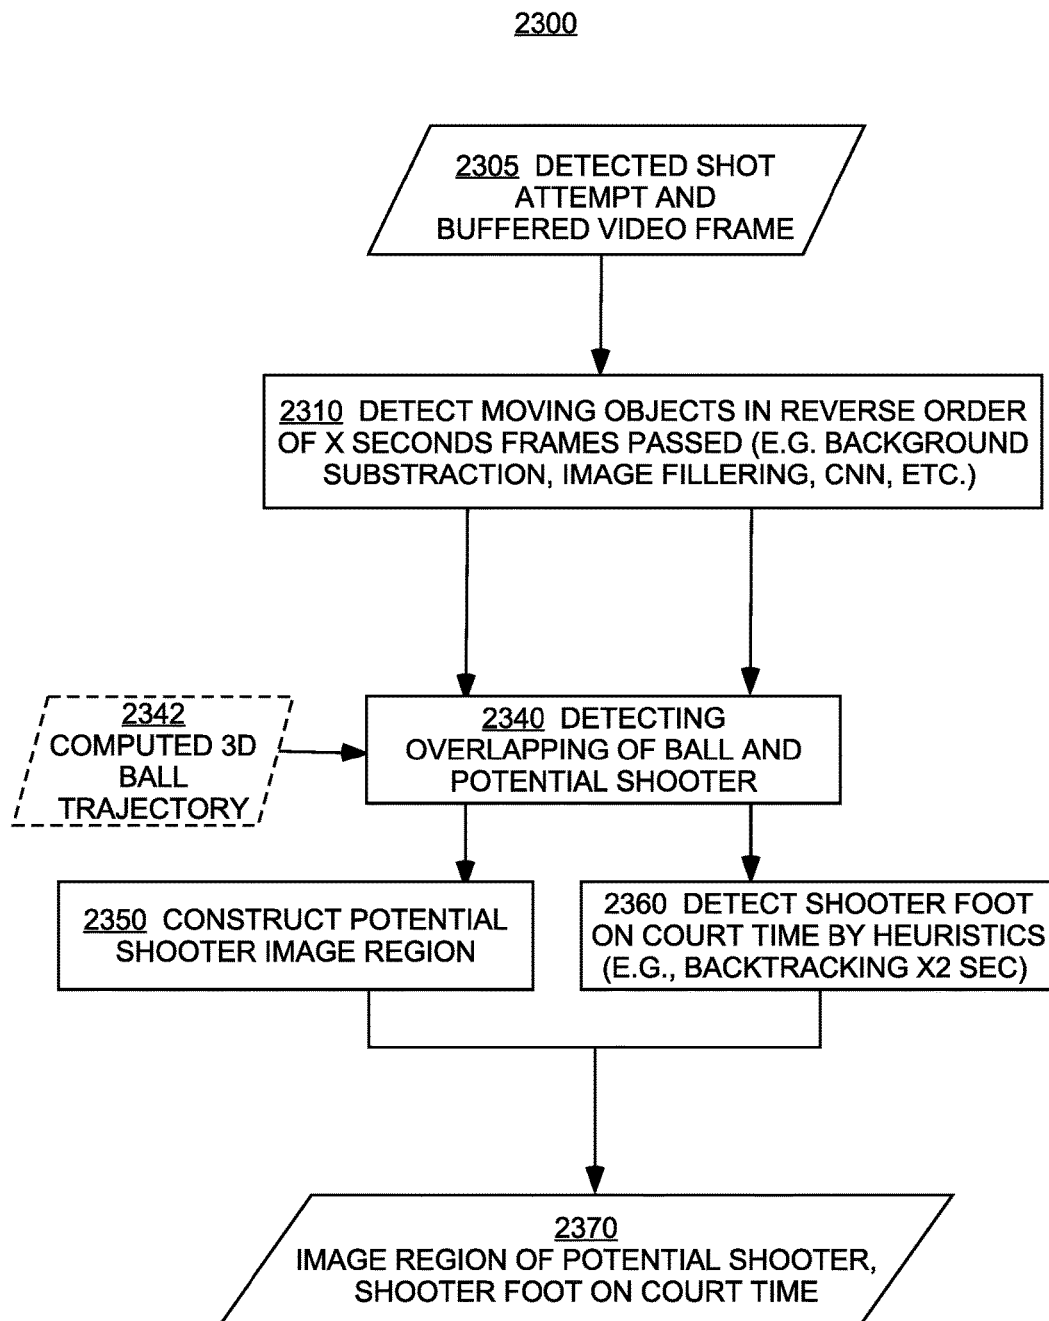 2300
2305 DETECTED SHOT
ATTEMPT AND
BUFFERED VIDEO FRAME
2310 DETECT MOVING OBJECTS IN REVERSE ORDER
OF X SECONDS FRAMES PASSED (E.G. BACKGROUND
SUBSTRACTION, IMAGE FILLERING, CNN, ETC.)
2342
COMPUTED 3D
BALL
TRAJECTORY
2340 DETECTING
OVERLAPPING OF BALL AND
POTENTIAL SHOOTER
2350 CONSTRUCT POTENTIAL
SHOOTER IMAGE REGION
2360 DETECT SHOOTER FOOT
ON COURT TIME BY HEURISTICS
(E.G., BACKTRACKING X2 SEC)
2370
IMAGE REGION OF POTENTIAL SHOOTER,
SHOOTER FOOT ON COURT TIME